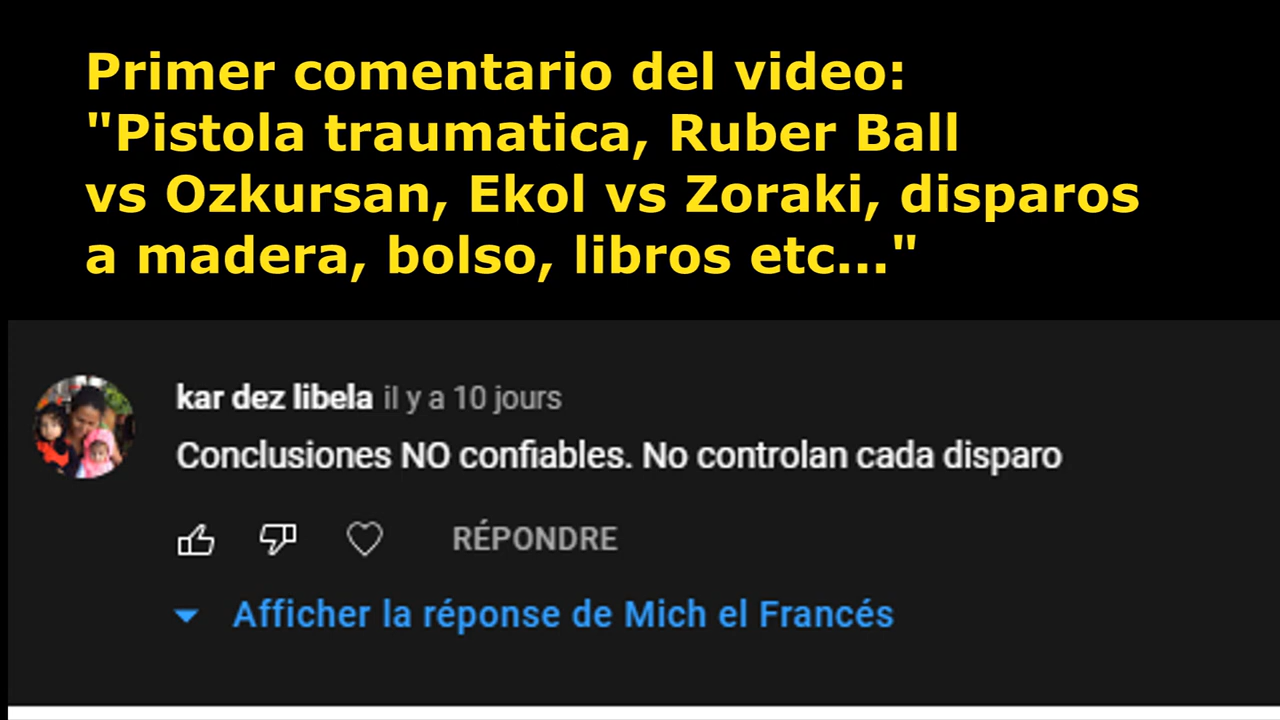 Primer comentario del video:
"Pistola traumatica, Ruber Ball
vs Ozkursan, Ekol vs Zoraki, disparos
a madera, bolso, libros etc..."
kar dez libela il y a 10 jours
Conclusiones NO confiables. No controlan cada disparo
RÉPONDRE
Afficher la réponse de Mich el Francés